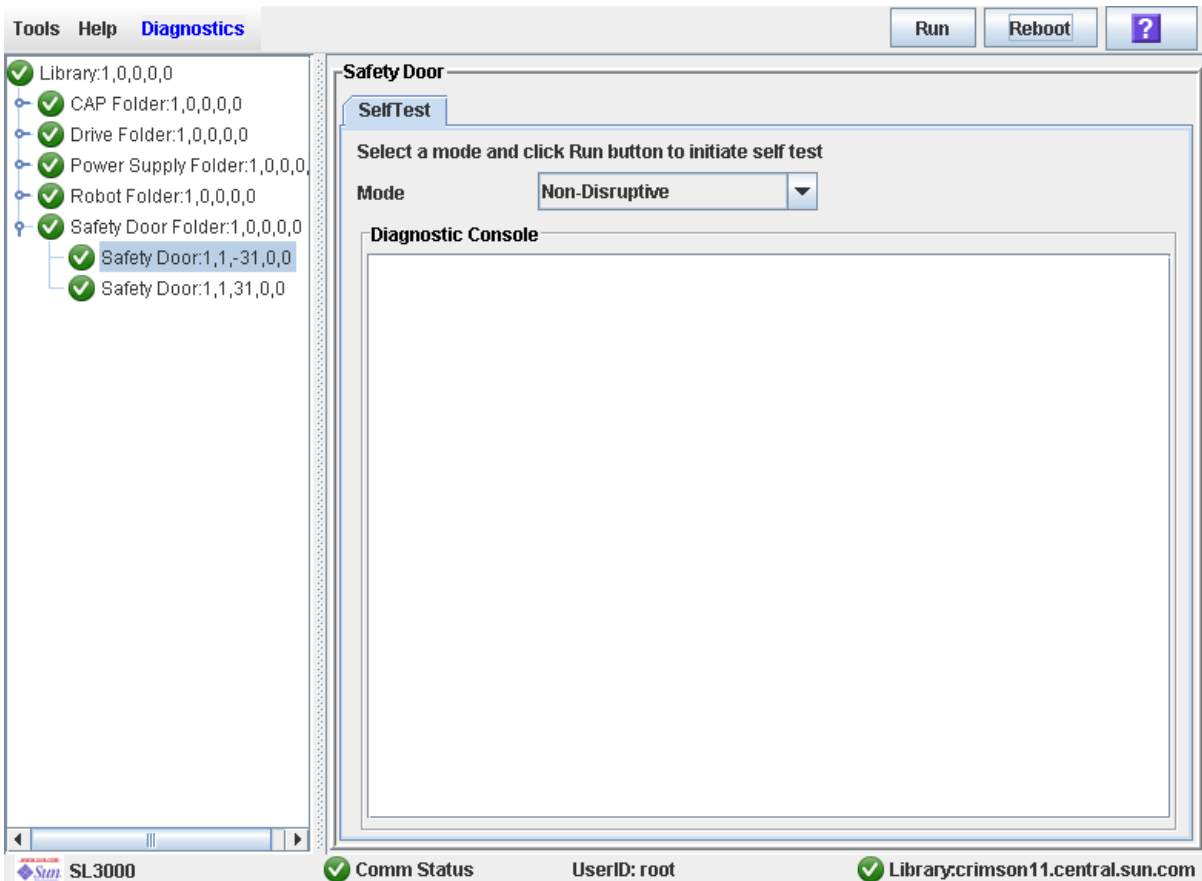 Tools Help Diagnostics Run Reboot ?
Library:1,0,0,0,0
CAP Folder:1,0,0,0,0
Drive Folder:1,0,0,0,0
Power Supply Folder:1,0,0,0,
Robot Folder:1,0,0,0,0
Safety Door Folder:1,0,0,0,0
Safety Door:1,1,-31,0,0
Safety Door:1,1,31,0,0
Safety Door
SelfTest
Select a mode and click Run button to initiate self test
Mode Non-Disruptive
Diagnostic Console
Sun SL3000 Comm Status UserID: root Library:crimson11.central.sun.com